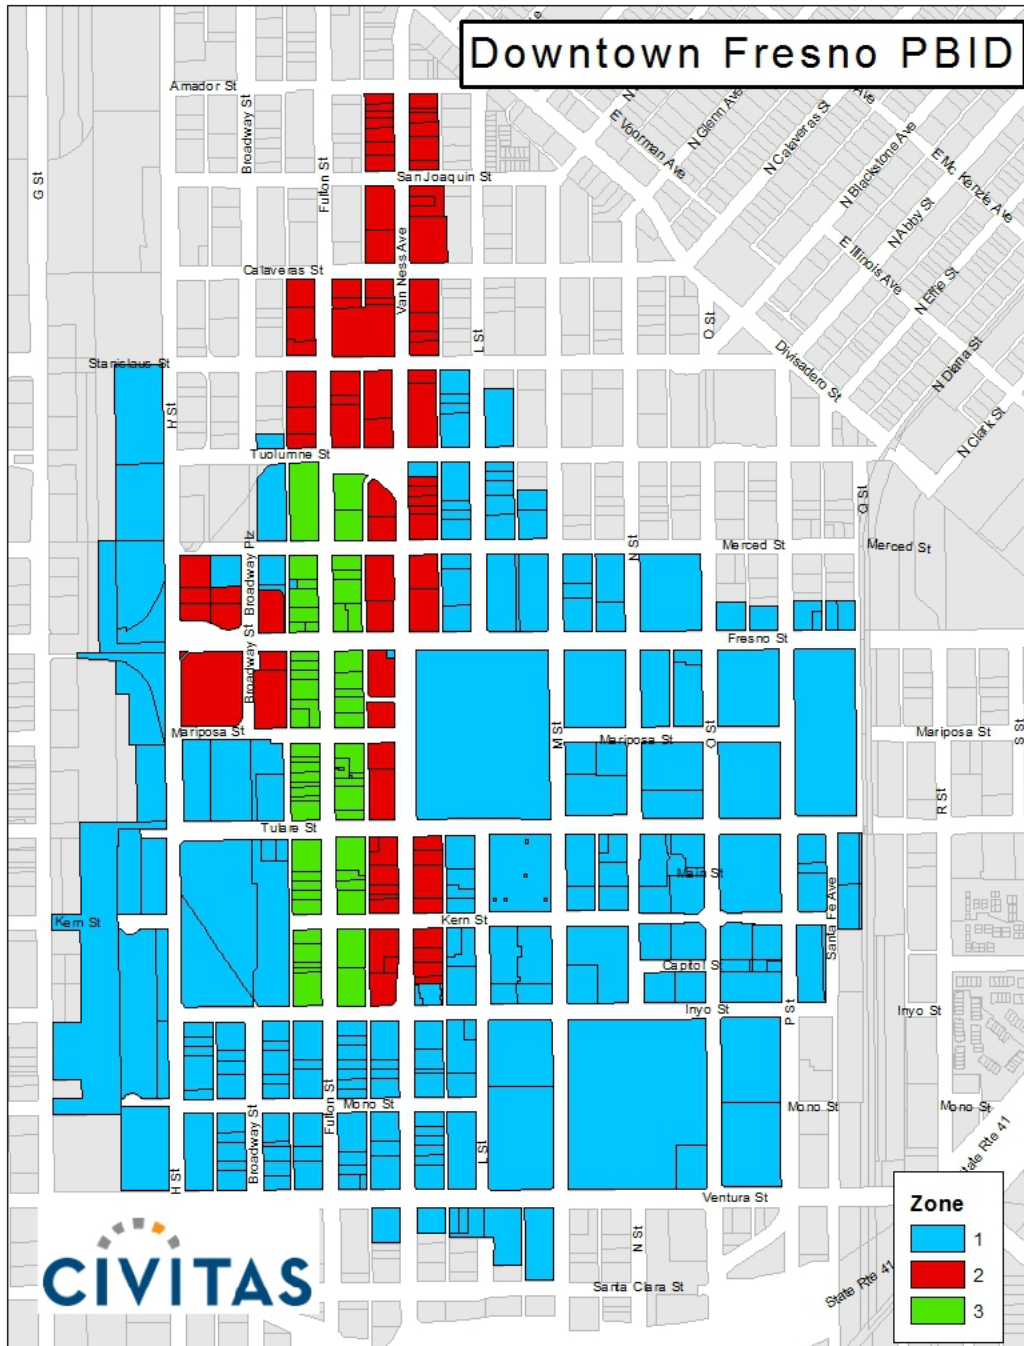 Downtown Fresno PBID
Amador St
Broadway St
Fulton St
G St
San Joaquin St
Van Ness Ave
Calaveras St
L St
Stanislaus St
H St
Tuolumne St
E Voorman Ave
N Glenn Ave
N Calaveras St
Ave
N Blackstone Ave
E Mc Kenzie Ave
N Abby St
E Illinois Ave
N Effie St
O St
Divisadero St
N Diana St
N Clark St
Q St
Broadway Plz
N St
Merced St
Merced St
Broadway St
Fresno St
Mariposa St
M St
Mariposa St
O St
Mariposa St
S St
R St
Tulare St
Main St
Kern St
Kern St
Santa Fe Ave
Capitol St
Inyo St
P St
Inyo St
Fulton St
Mono St
Mono St
Mono St
Broadway St
H St
L St
State Rte 41
Ventura St
N St
Santa Clara St
State Rte 41
CIVITAS
Zone
1
2
3